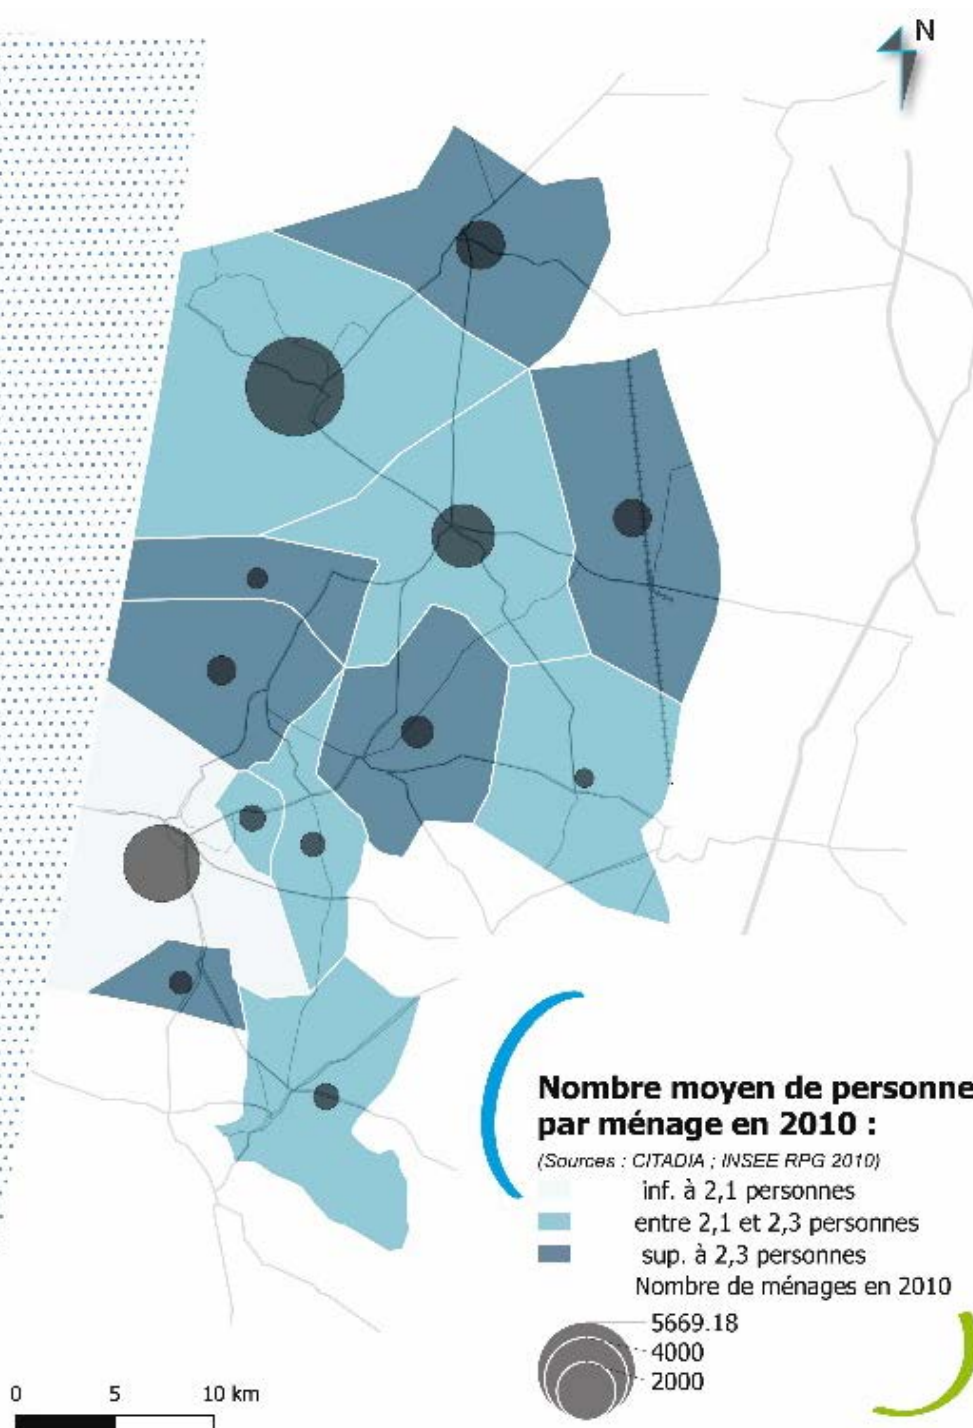 N
Nombre moyen de personne
par ménage en 2010 :
(Sources : CITADIA ; INSEE RPG 2010)
inf. à 2,1 personnes
entre 2,1 et 2,3 personnes
sup. à 2,3 personnes
Nombre de ménages en 2010
5669.18
4000
2000
0 5 10 km